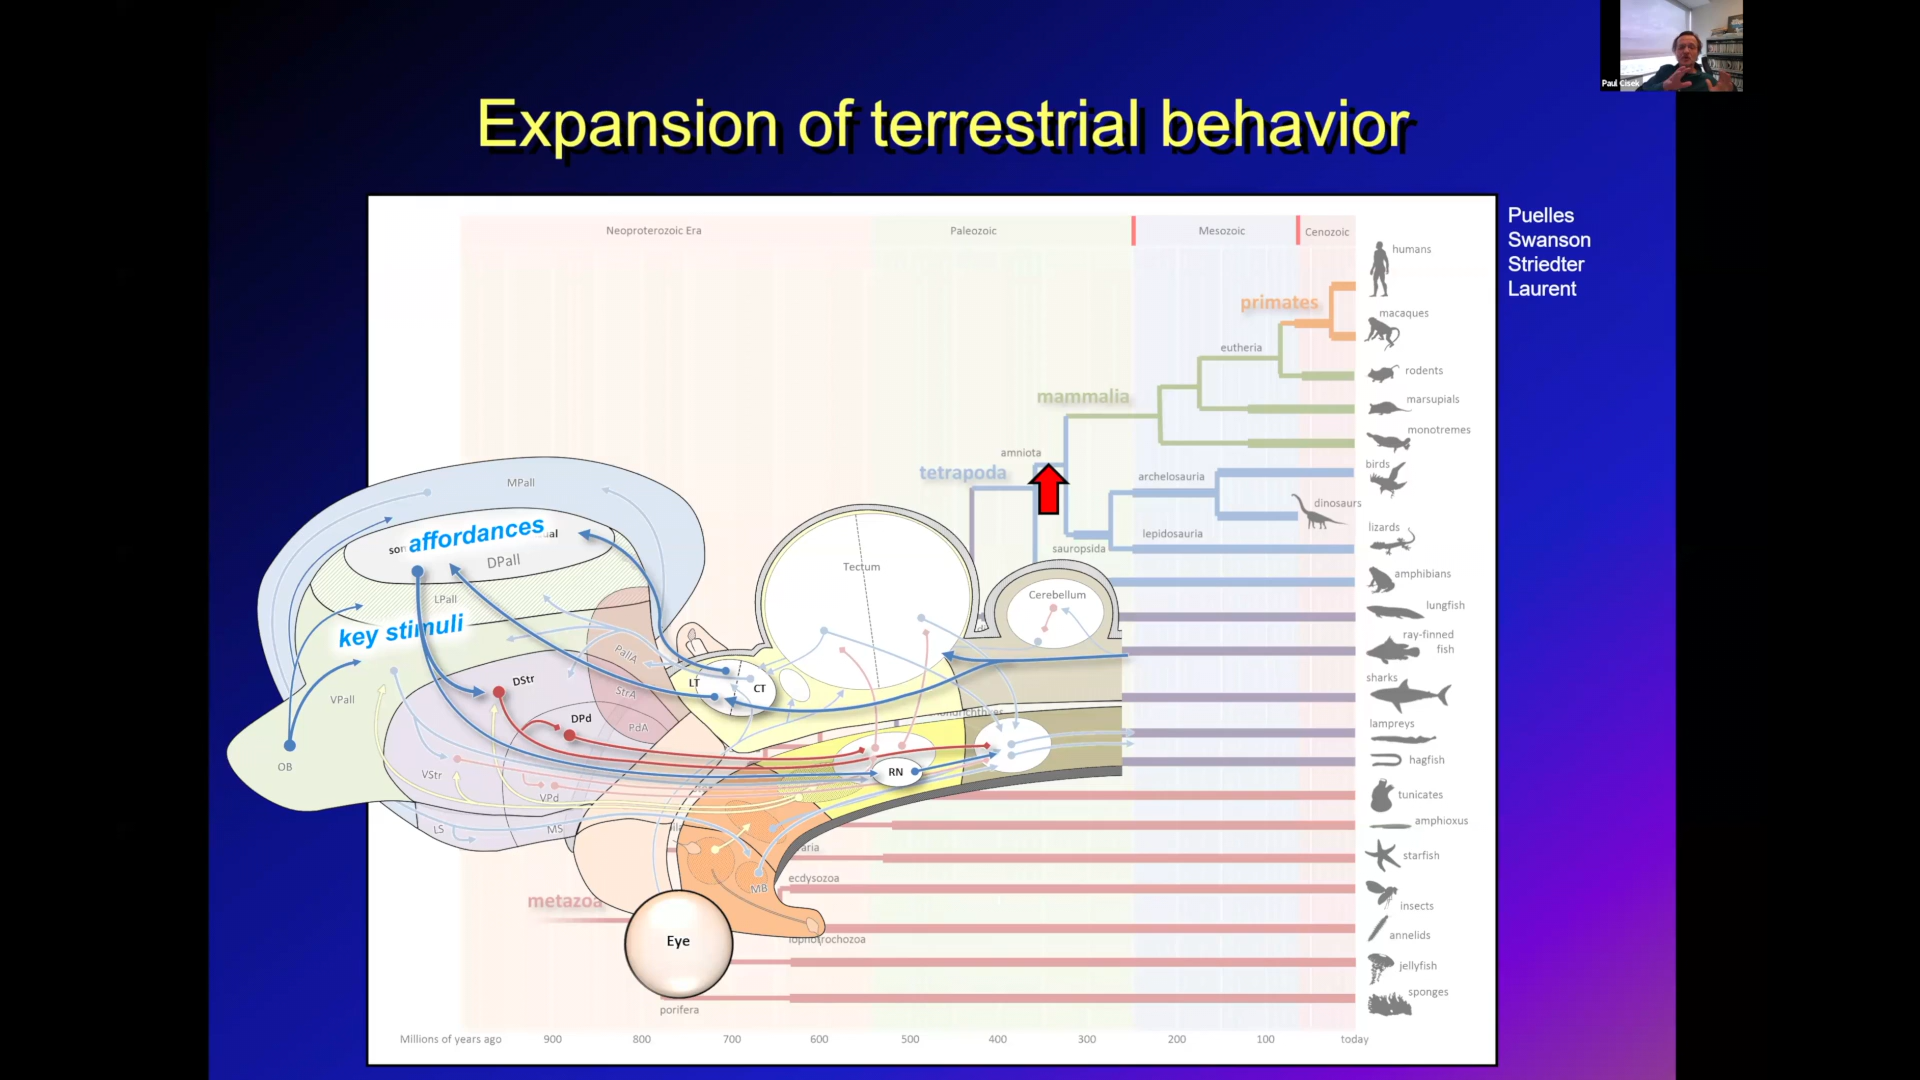 Paul Cisek
Expansion of terrestrial behavior
Puelles
Swanson
Striedter
Laurent
Neoproterozoic Era
Paleozoic
Mesozoic
Cenozoic
humans
primates
macaques
eutheria
rodents
mammalia
marsupials
monotremes
amniota
tetrapoda
birds
archelosauria
dinosaurs
lizards
lepidosauria
sauropsida
amphibians
lungfish
ray-finned
fish
sharks
lampreys
hagfish
tunicates
amphioxus
starfish
ecdysozoa
insects
annelids
metazoa
jellyfish
sponges
porifera
MPall
affordances
DPall
LPall
key stimuli
VPall
OB
DStr
DPd
VStr
VPd
LS
MS
PallA
StrA
PdA
LT
CT
Tectum
Cerebellum
RN
MB
Eye
Millions of years ago
900
800
700
600
500
400
300
200
100
today